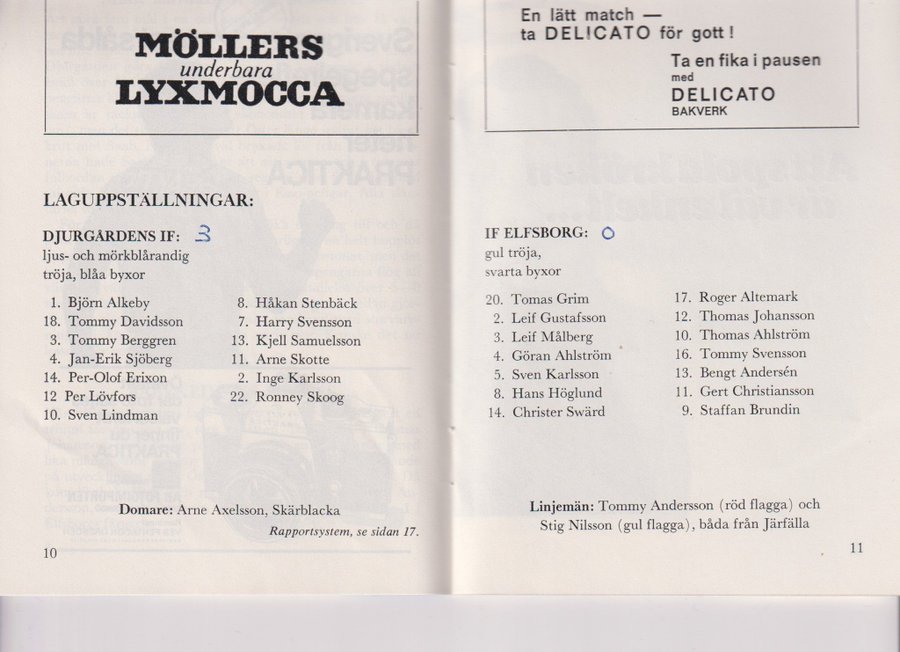 MÖLLERS
underbara
LYXMOCCA
LAGUPPSTÄLLNINGAR:
DJURGÅRDENS IF: 3
ljus- och mörkblårandig
tröja, blåa byxor
1. Björn Alkeby
18. Tommy Davidsson
3. Tommy Berggren
4. Jan-Erik Sjöberg
14. Per-Olof Erixon
12 Per Lövfors
10. Sven Lindman
8. Håkan Stenbäck
7. Harry Svensson
13. Kjell Samuelsson
11. Arne Skotte
2. Inge Karlsson
22. Ronney Skoog
Domare: Arne Axelsson, Skärblacka
Rapportsystem, se sidan 17.
10
En lätt match —
ta DELICATO för gott !
Ta en fika i pausen
med
DELICATO
BAKVERK
IF ELFSBORG: 0
gul tröja,
svarta byxor
20. Tomas Grim
2. Leif Gustafsson
3. Leif Målberg
4. Göran Ahlström
5. Sven Karlsson
8. Hans Höglund
14. Christer Swärd
17. Roger Altemark
12. Thomas Johansson
10. Thomas Ahlström
16. Tommy Svensson
13. Bengt Andersén
11. Gert Christiansson
9. Staffan Brundin
Linjemän: Tommy Andersson (röd flagga) och
Stig Nilsson (gul flagga), båda från Järfälla
11